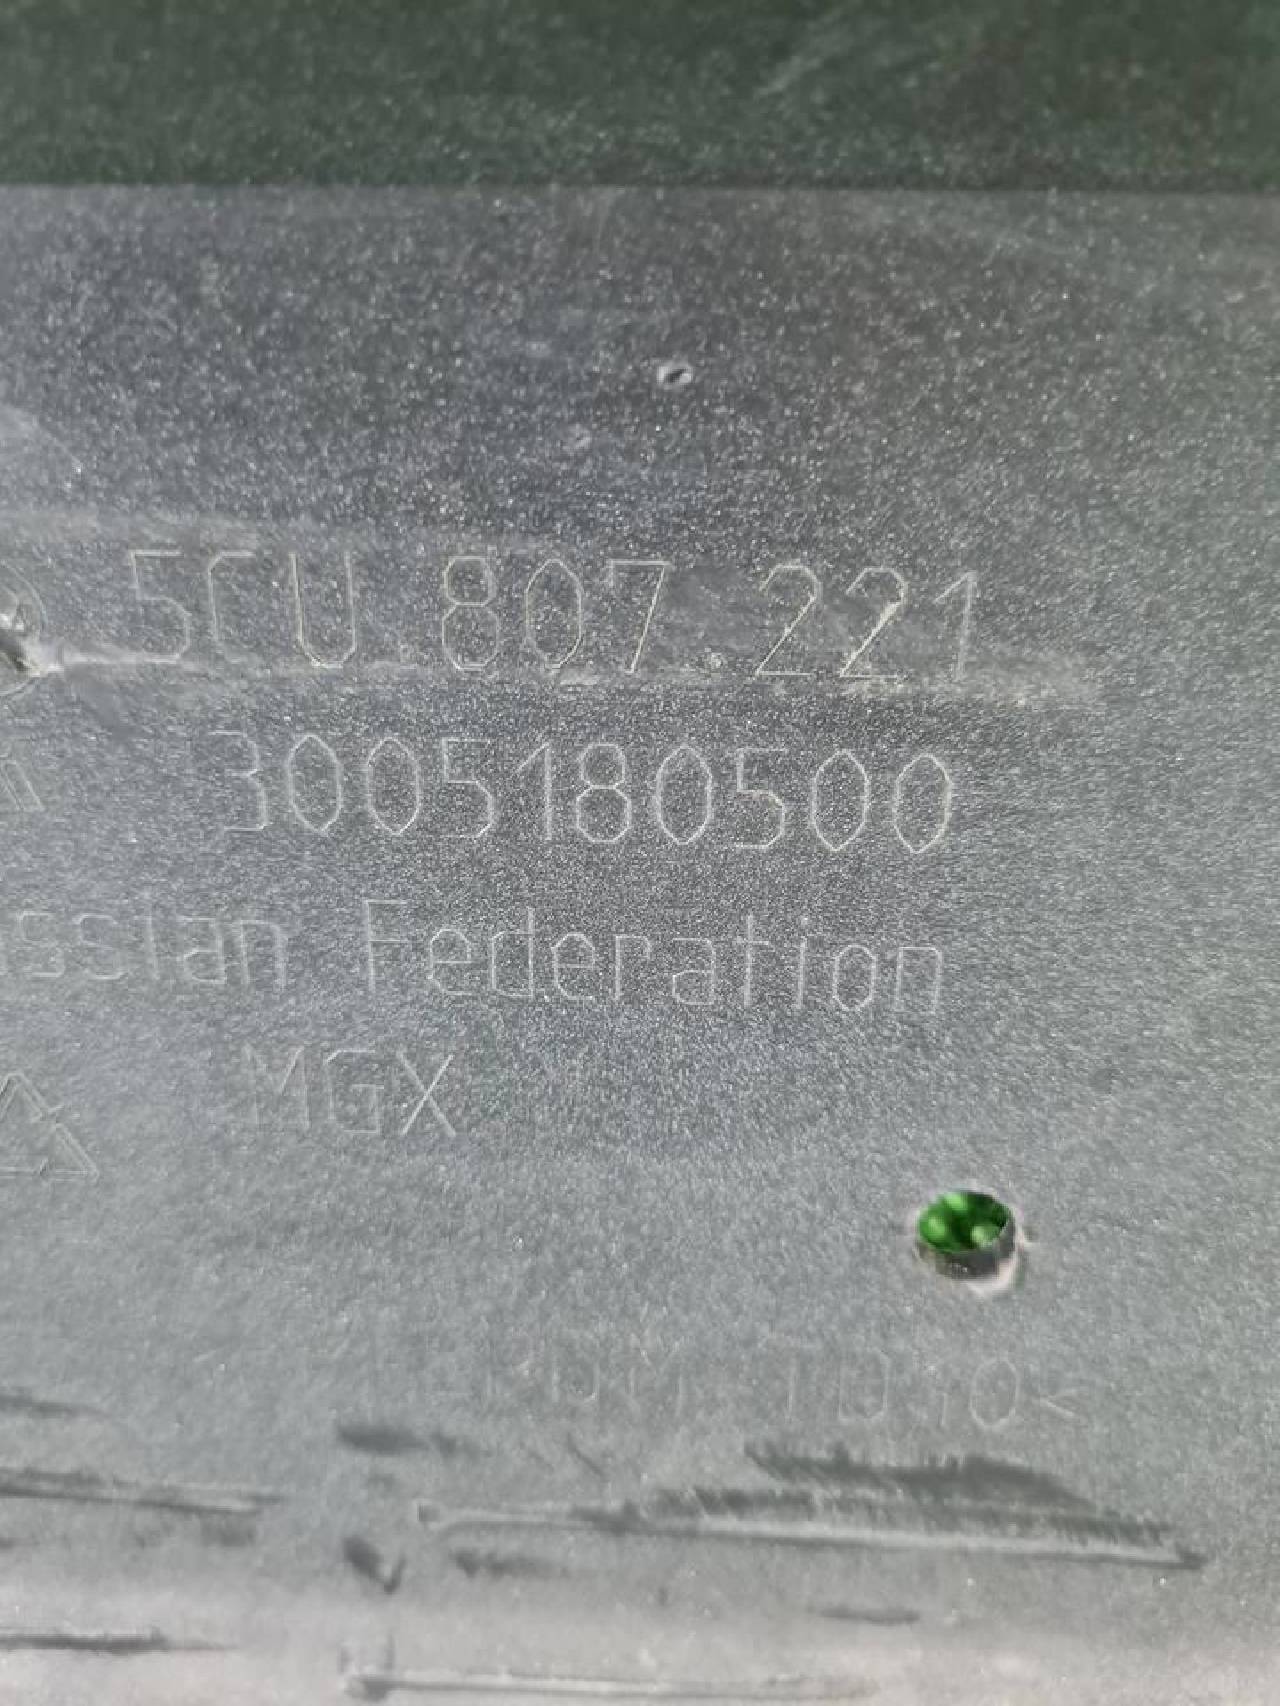 5CU 807 221
3005180500
ssian Federation
MGX